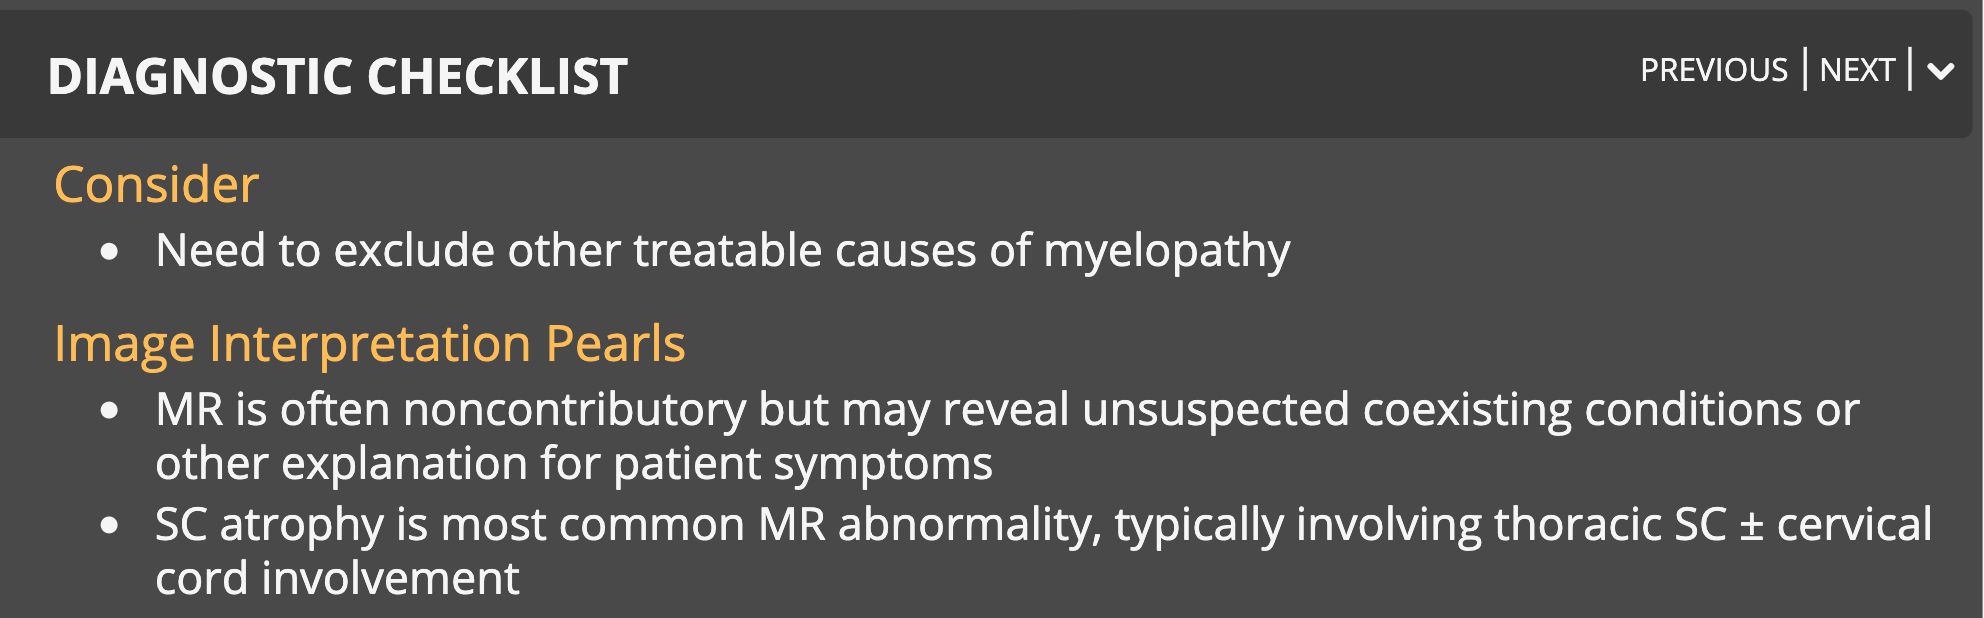 DIAGNOSTIC CHECKLIST
PREVIOUS | NEXT |
Consider
• Need to exclude other treatable causes of myelopathy
Image Interpretation Pearls
• MR is often noncontributory but may reveal unsuspected coexisting conditions or
other explanation for patient symptoms
• SC atrophy is most common MR abnormality, typically involving thoracic SC ± cervical
cord involvement